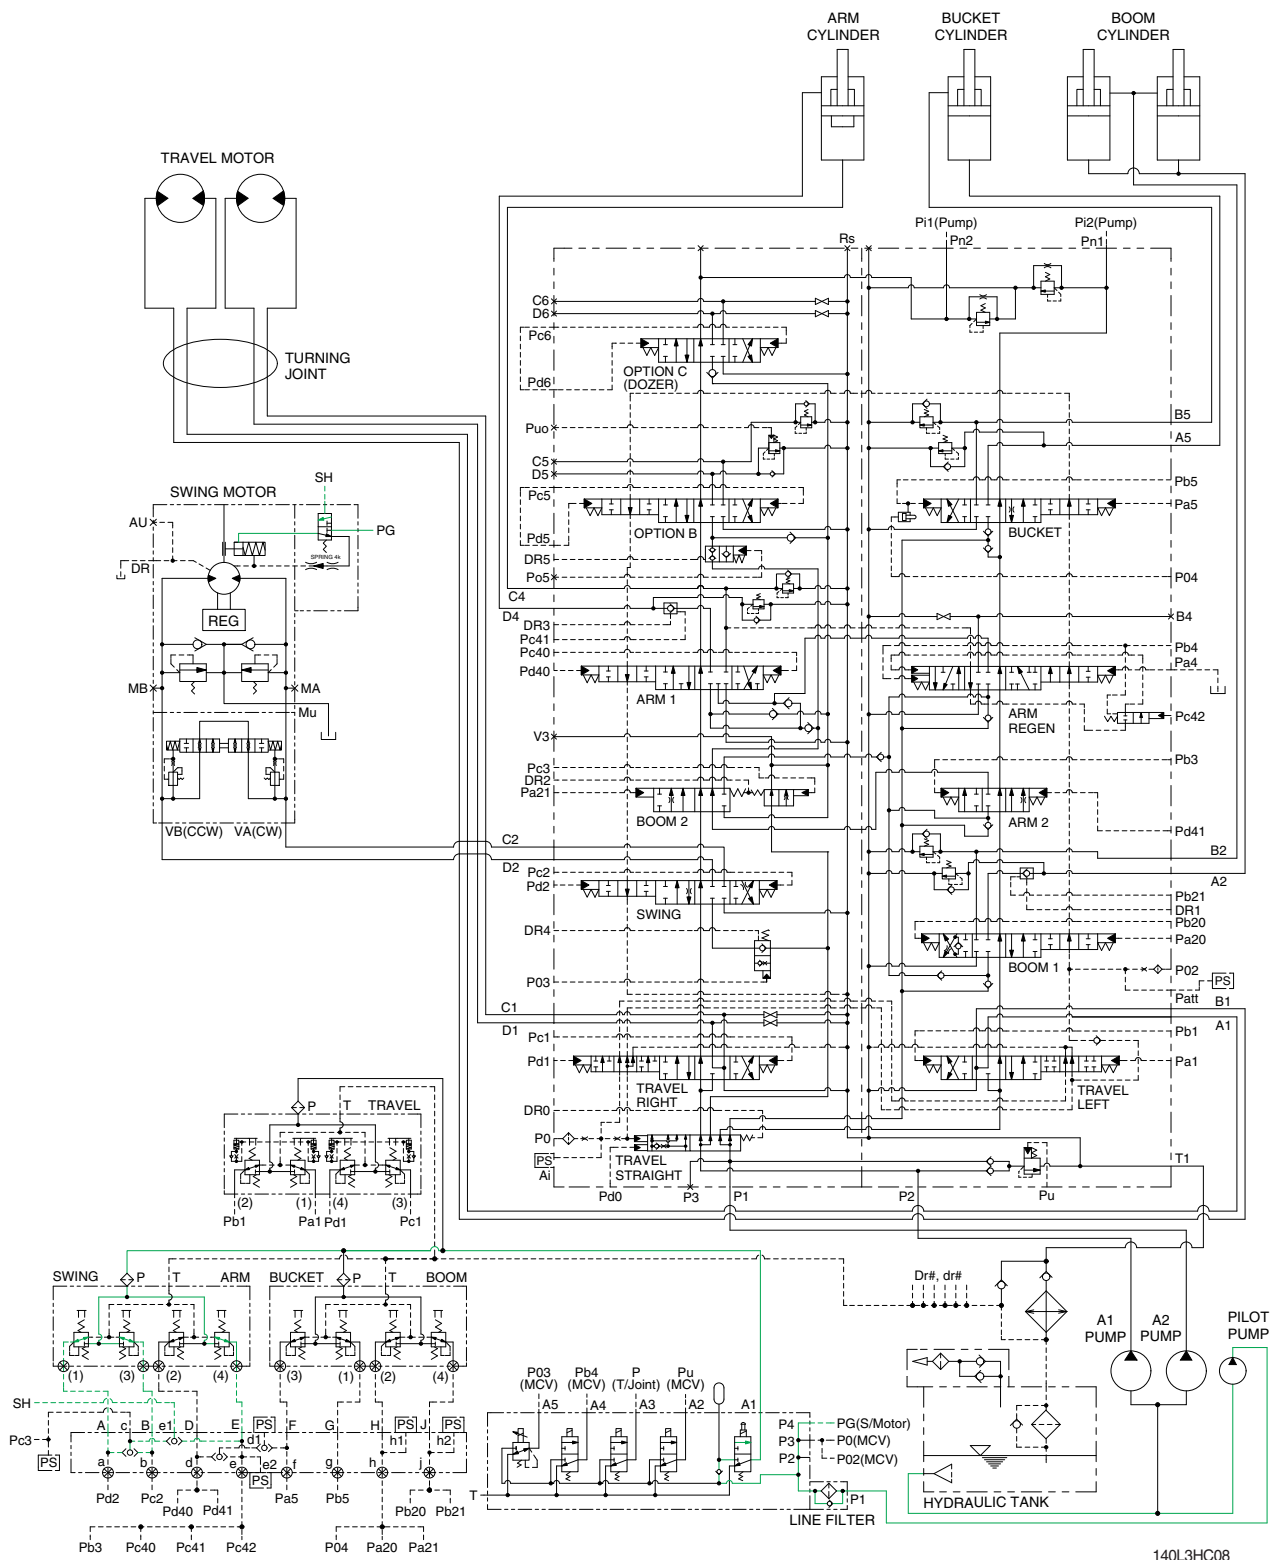 ARM
CYLINDER
BUCKET
CYLINDER
BOOM
CYLINDER
TRAVEL MOTOR
TURNING
JOINT
Pi1(Pump)
Pn2
Pi2(Pump)
Pn1
Rs
C6
D6
Pc6
Pd6
OPTION C
(DOZER)
Puo
C5
D5
Pc5
Pd5
OPTION B
DR5
Po5
C4
D4
DR3
Pc41
Pc40
Pd40
ARM 1
V3
Pc3
DR2
Pa21
BOOM 2
C2
D2
Pc2
Pd2
SWING
DR4
P03
C1
D1
Pc1
Pd1
TRAVEL
RIGHT
DR0
P0
PS
Ai
TRAVEL
STRAIGHT
Pd0
P3
P1
P2
Pu
T1
B5
A5
Pb5
Pa5
BUCKET
P04
B4
Pb4
Pa4
ARM
REGEN
Pc42
Pb3
ARM 2
Pd41
B2
A2
Pb21
DR1
Pb20
Pa20
BOOM 1
P02
PS
Patt
B1
A1
Pb1
Pa1
TRAVEL
LEFT
SWING MOTOR
SH
AU
PG
SPRING 4k
DR
REG
MB
MA
Mu
VB(CCW)
VA(CW)
P
T
TRAVEL
(2)
(1)
(4)
(3)
Pb1
Pa1
Pd1
Pc1
SWING
P
T
ARM
BUCKET
P
T
BOOM
(1)
(3)
(2)
(4)
(3)
(1)
(2)
(4)
SH
A
c
B
e1
D
E
PS
F
G
H
PS
J
PS
d1
h1
h2
Pc3
PS
a
b
d
e
e2
f
g
h
j
PS
Pd2
Pc2
Pd40
Pd41
Pa5
Pb5
Pb20
Pb21
Pb3
Pc40
Pc41
Pc42
P04
Pa20
Pa21
P03
(MCV)
Pb4
(MCV)
P
(T/Joint)
Pu
(MCV)
A5
A4
A3
A2
A1
P4
P3
P2
PG(S/Motor)
P0(MCV)
P02(MCV)
T
P1
LINE FILTER
Dr#, dr#
A1
PUMP
A2
PUMP
PILOT
PUMP
HYDRAULIC TANK
140L3HC08